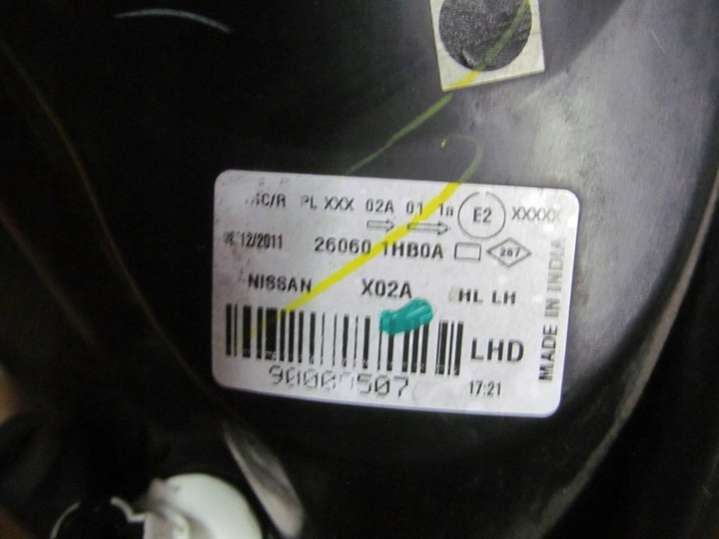 PL XXX 02A 01 1a E2 XXXXX
12/2011 26060 1HB0A 267
NISSAN X02A HL LH
LHD
17:21
MADE IN INDIA